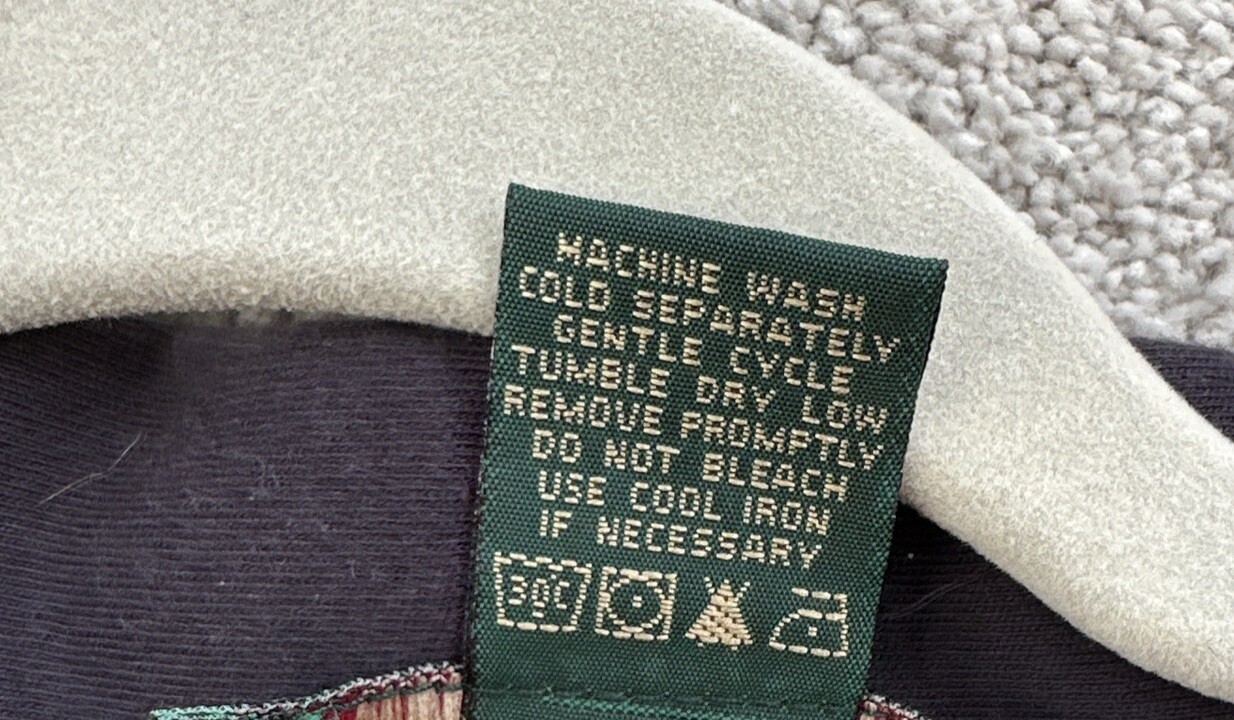 MACHINE WASH
COLD SEPARATELY
GENTLE CYCLE
TUMBLE DRY LOW
REMOVE PROMPTLY
DO NOT BLEACH
USE COOL IRON
IF NECESSARY
30°C